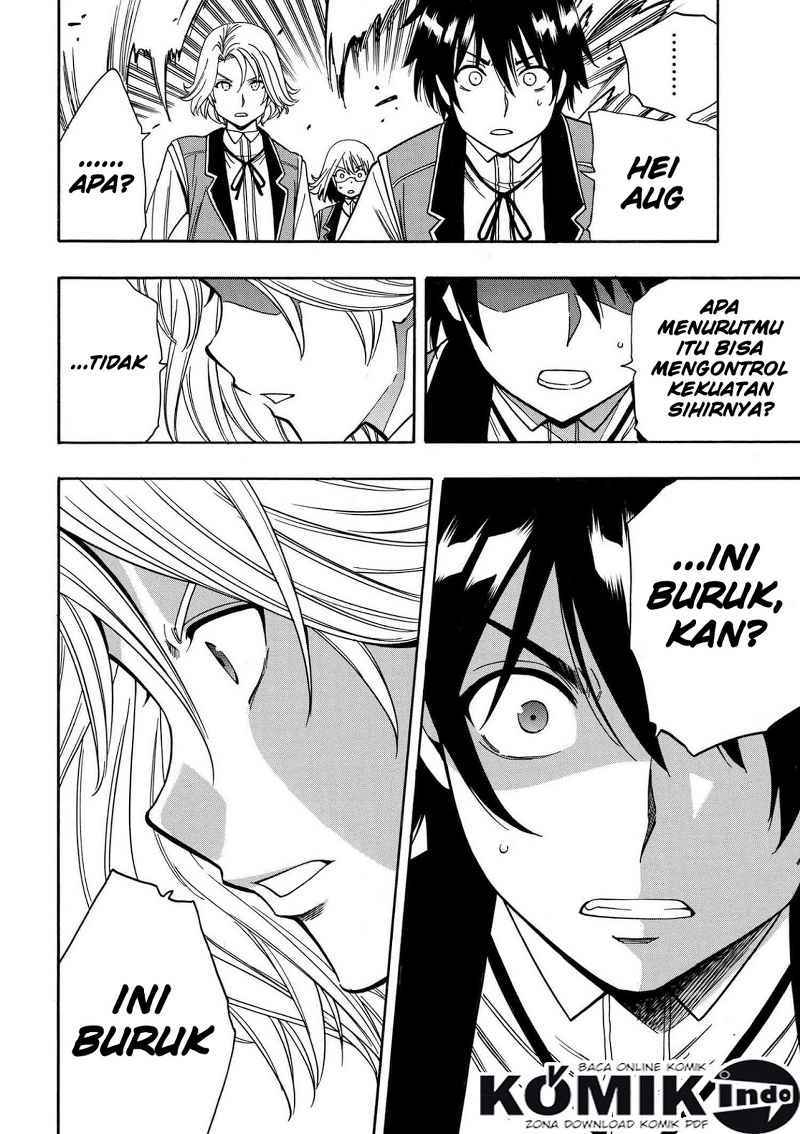 .........
HEI
AUG
......
APA?
APA
MENURUTMU
ITU BISA
MENGONTROL
KEKUATAN
SIHIRNYA?
...TIDAK
...INI
BURUK,
KAN?
INI
BURUK
BACA ONLINE KOMIK
KOMIK indo
ZONA DOWNLOAD KOMIK PDF